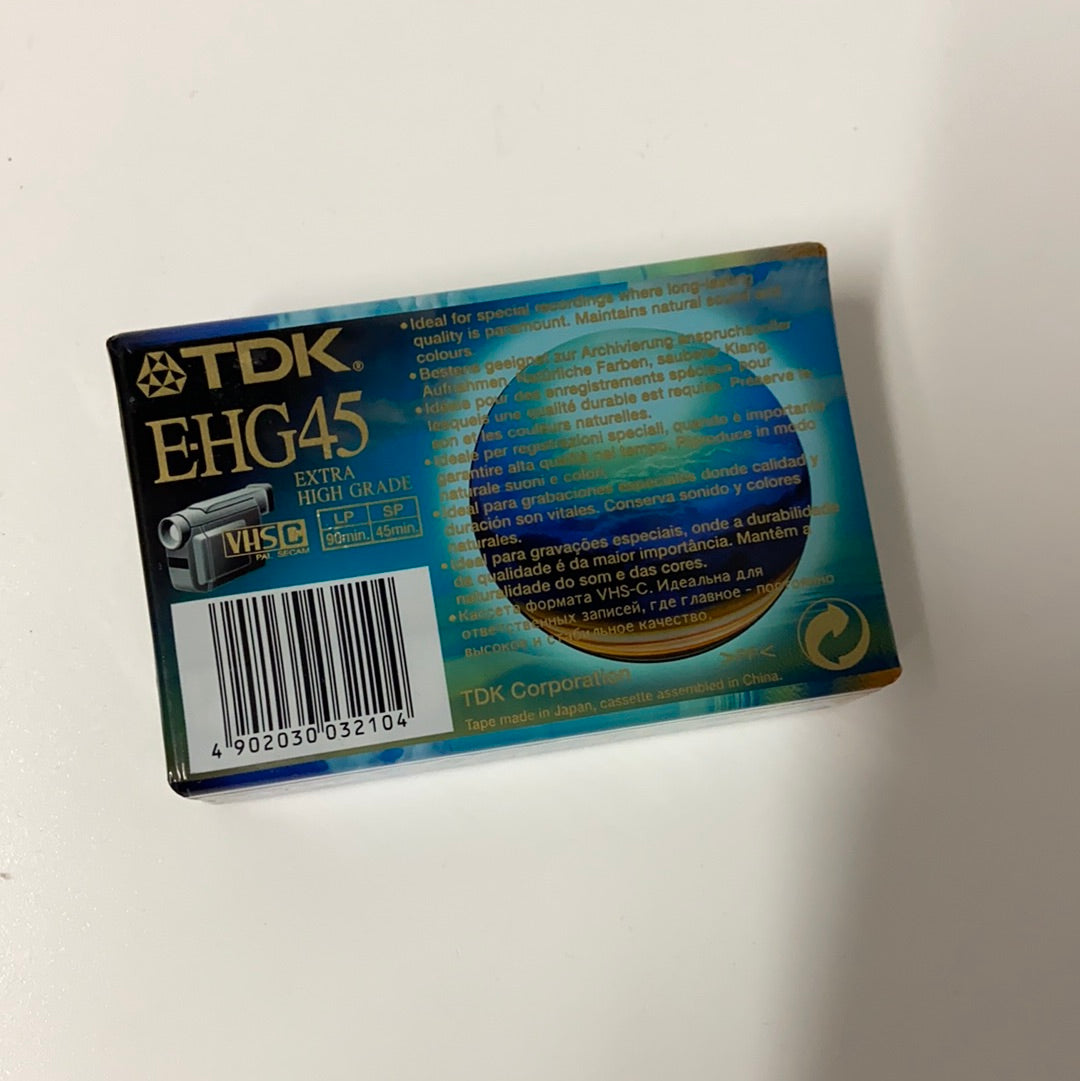 TDK®
E-HG45
EXTRA
HIGH GRADE
VHS C
PAL SECAM
LP SP
90min. 45min.
4 902030 032104
•Ideal for special recordings where long-lasting
quality is paramount. Maintains natural sound and
colours.
•Bestens geeignet zur Archivierung anspruchsvoller
Aufnahmen. Natürliche Farben, sauberer Klang.
•Idéale pour des enregistrements spéciaux pour
lesquels une qualité durable est requise. Préserve le
son et les couleurs naturelles.
•Ideale per registrazioni speciali, quando è importante
garantire alta qualità nel tempo. Riproduce in modo
naturale suoni e colori.
•Ideal para grabaciones especiales donde calidad y
duración son vitales. Conserva sonido y colores
naturales.
•Ideal para gravações especiais, onde a durabilidade
da qualidade é da maior importância. Mantêm a
naturalidade do som e das cores.
•Кассета формата VHS-C. Идеальна для
ответственных записей, где главное -
высокое и стабильное качество.
TDK Corporation
Tape made in Japan, cassette assembled in China.